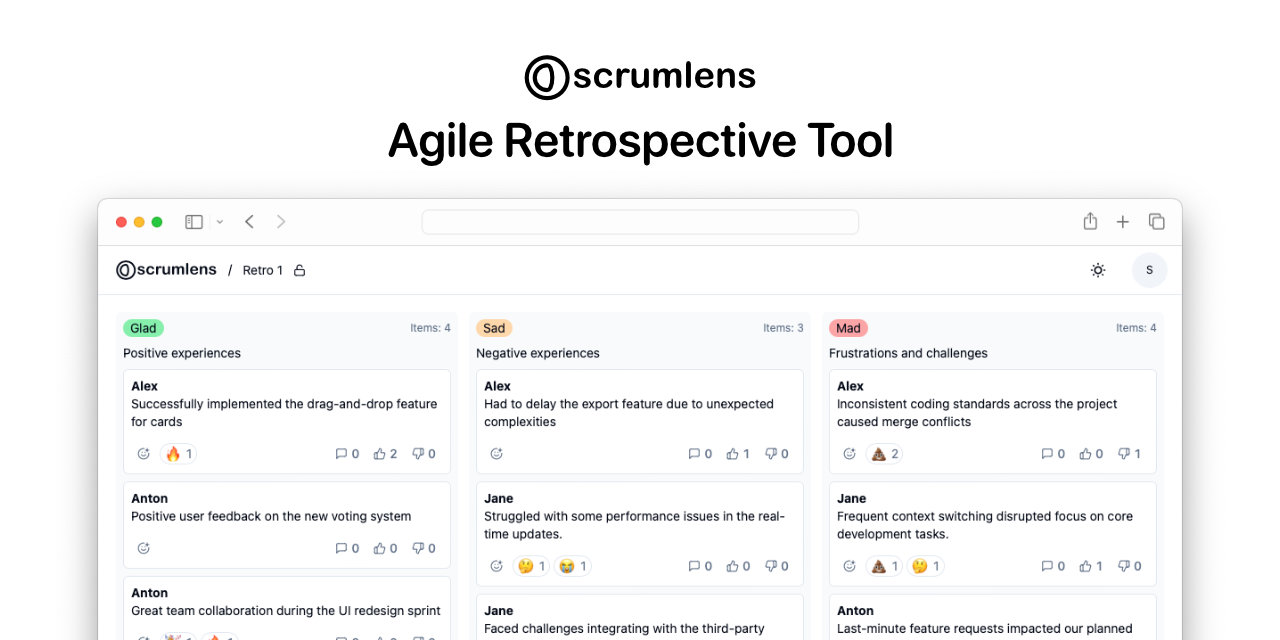 scrumlens
Agile Retrospective Tool
scrumlens / Retro 1
S
Glad
Items: 4
Positive experiences
Alex
Successfully implemented the drag-and-drop feature
for cards
1
0
2
0
Anton
Positive user feedback on the new voting system
0
0
0
Anton
Great team collaboration during the UI redesign sprint
Sad
Items: 3
Negative experiences
Alex
Had to delay the export feature due to unexpected
complexities
0
1
0
Jane
Struggled with some performance issues in the real-
time updates.
1
1
0
0
0
Jane
Faced challenges integrating with the third-party
Mad
Items: 4
Frustrations and challenges
Alex
Inconsistent coding standards across the project
caused merge conflicts
2
0
0
1
Jane
Frequent context switching disrupted focus on core
development tasks.
1
1
0
1
0
Anton
Last-minute feature requests impacted our planned